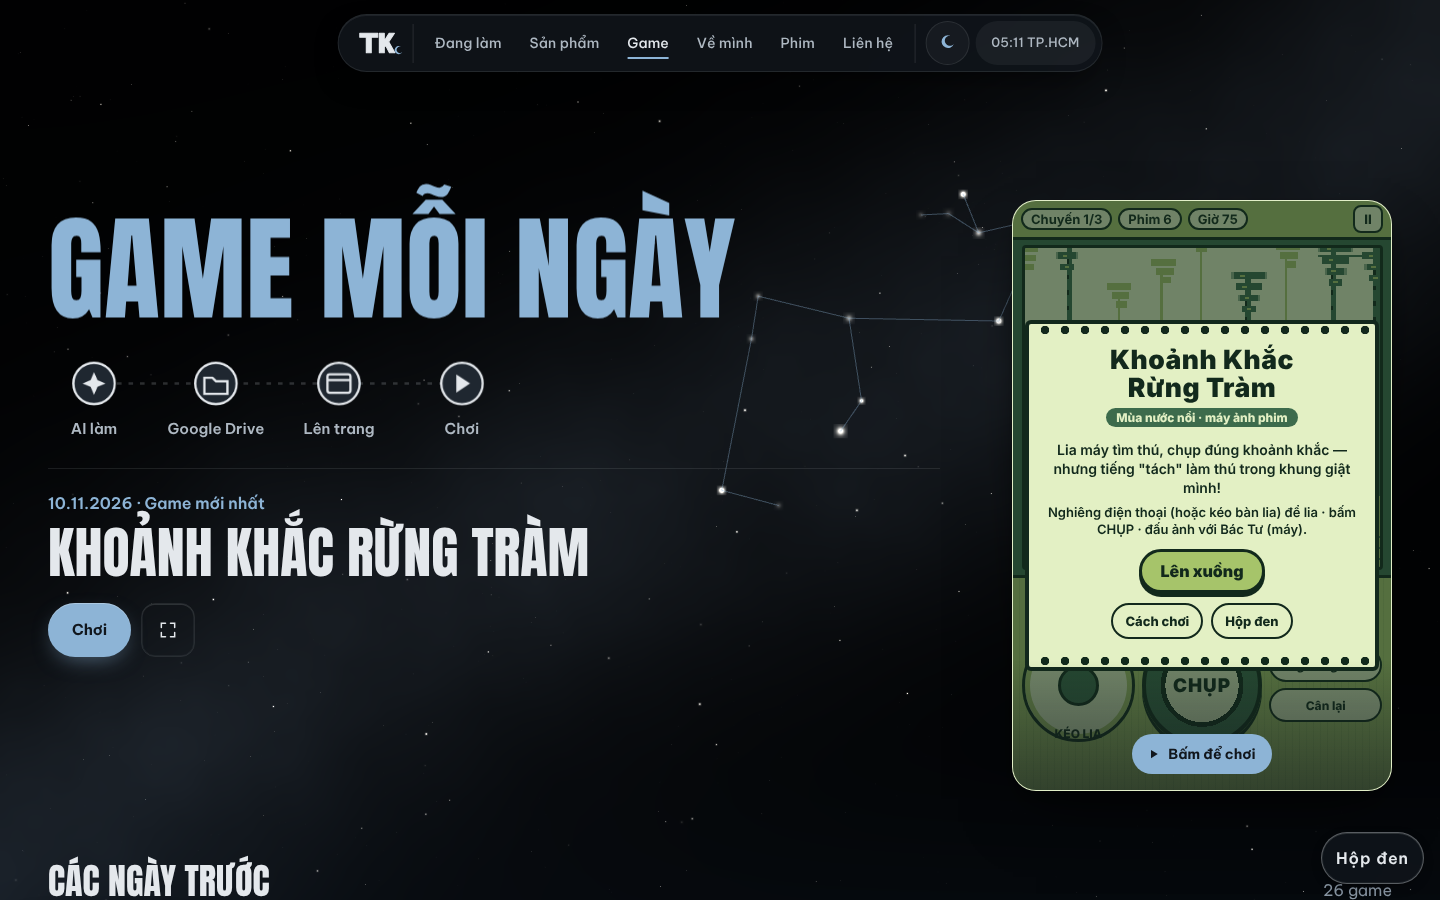 TK
Đang làm
Sản phẩm
Game
Về mình
Phim
Liên hệ
05:11 TP.HCM
GAME MỖI NGÀY
AI làm
Google Drive
Lên trang
Chơi
10.11.2026 · Game mới nhất
KHOẢNH KHẮC RỪNG TRÀM
Chơi
Chuyến 1/3
Phim 6
Giờ 75
Khoảnh Khắc
Rừng Tràm
Mùa nước nổi · máy ảnh phim
Lia máy tìm thú, chụp đúng khoảnh khắc —
nhưng tiếng "tách" làm thú trong khung giật
mình!
Nghiêng điện thoại (hoặc kéo bàn lia) để lia · bấm
CHỤP · đấu ảnh với Bác Tư (máy).
Lên xuồng
Cách chơi
Hộp đen
CHỤP
Cân lại
KÉO LIA
Bấm để chơi
CÁC NGÀY TRƯỚC
Hộp đen
26 game